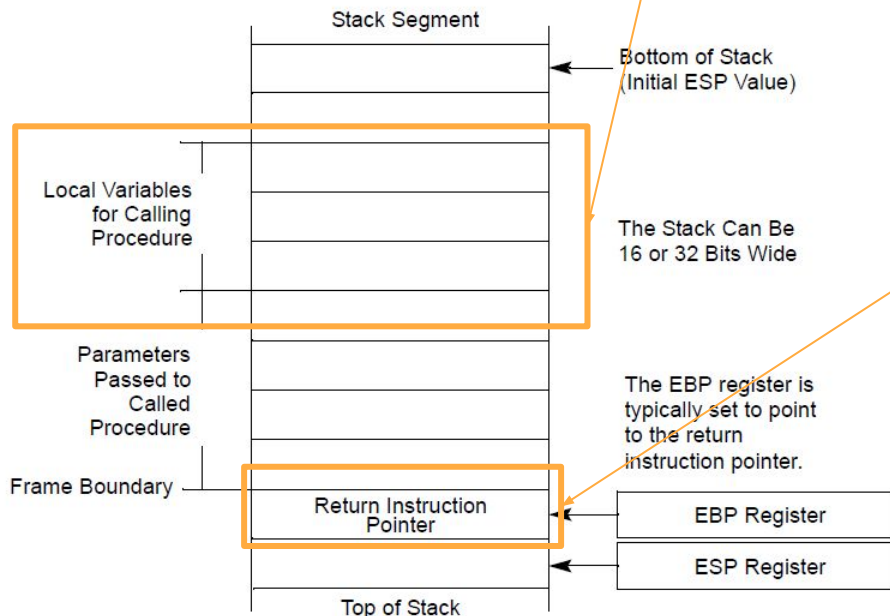 Stack Segment
Bottom of Stack
(Initial ESP Value)
Local Variables
for Calling
Procedure
The Stack Can Be
16 or 32 Bits Wide
Parameters
Passed to
Called
Procedure
The EBP register is
typically set to point
to the return
instruction pointer.
Frame Boundary
Return Instruction
Pointer
EBP Register
ESP Register
Top of Stack